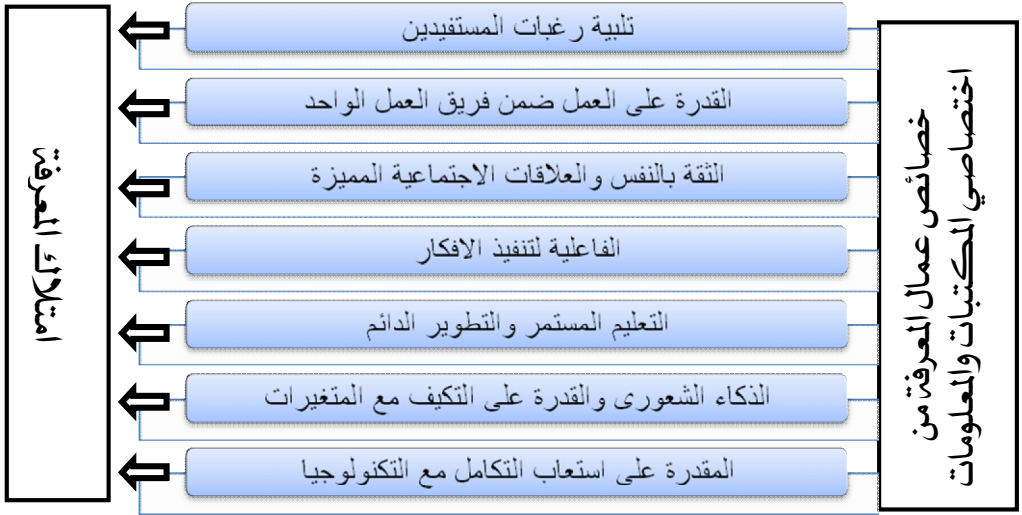 خصائص عمال المعرفة من
اختصاصي المكتبات والمعلومات
تلبية رغبات المستفيدين
القدرة على العمل ضمن فريق العمل الواحد
الثقة بالنفس والعلاقات الاجتماعية المميزة
الفاعلية لتنفيذ الافكار
التعليم المستمر والتطوير الدائم
الذكاء الشعورى والقدرة على التكيف مع المتغيرات
المقدرة على استعاب التكامل مع التكنولوجيا
امتلاك المعرفة